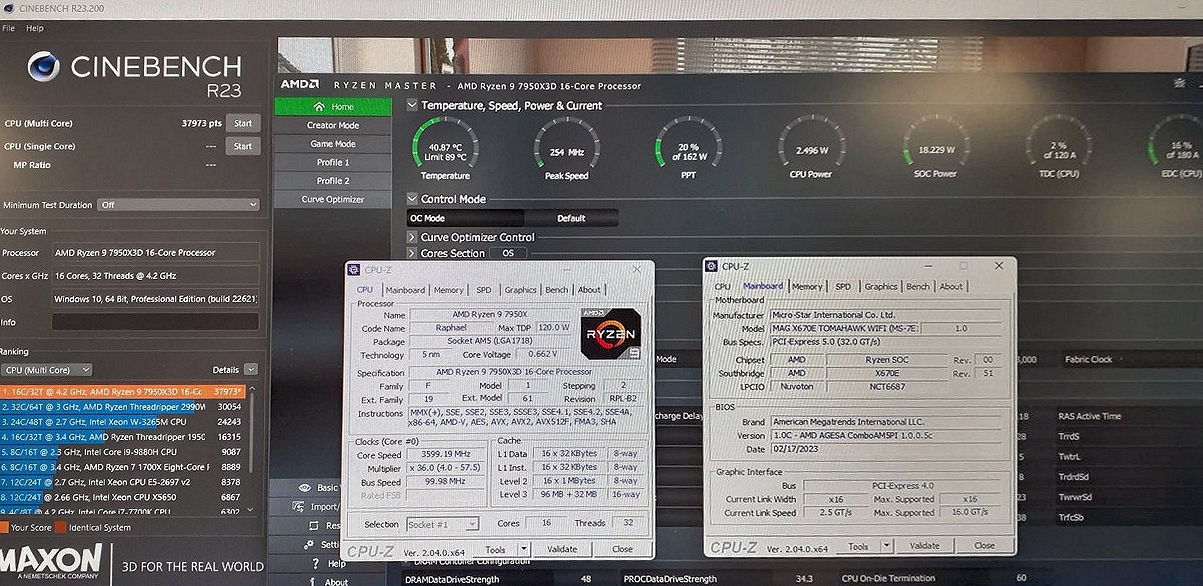 CINEBENCH R23.200
File Help
CINEBENCH
R23
CPU (Multi Core) 37973 pts Start
CPU (Single Core) --- Start
MP Ratio ---
Minimum Test Duration Off
Your System
Processor AMD Ryzen 9 7950X3D 16-Core Processor
Cores x GHz 16 Cores, 32 Threads @ 4.2 GHz
OS Windows 10, 64 Bit, Professional Edition (build 22621)
Info
Ranking
CPU (Multi Core) Details
1. 16C/32T @ 4.2 GHz, AMD Ryzen 9 7950X3D 16-Cc 37973*
2. 32C/64T @ 3 GHz, AMD Ryzen Threadripper 2990W 30054
3. 24C/48T @ 2.7 GHz, Intel Xeon W-3265M CPU 24243
4. 16C/32T @ 3.4 GHz, AMD Ryzen Threadripper 1950 16315
5. 8C/16T @ 2.3 GHz, Intel Core i9-9880H CPU 9087
6. 8C/16T @ 3.4 GHz, AMD Ryzen 7 1700X Eight-Core 8889
7. 12C/24T @ 2.7 GHz, Intel Xeon CPU E5-2697 v2 8378
8. 12C/24T @ 2.66 GHz, Intel Xeon CPU X5650 6867
9. 4C/8T @ 4.2 GHz, Intel Core i7-7700K CPU 6302
Your Score Identical System
MAXON
A NEMETSCHEK COMPANY
3D FOR THE REAL WORLD
AMD RYZEN MASTER - AMD Ryzen 9 7950X3D 16-Core Processor
Home
Creator Mode
Game Mode
Profile 1
Profile 2
Curve Optimizer
Basic
Import/
Res
Setti
Help
About
Temperature, Speed, Power & Current
40.87 ºC
Limit 89 ºC
Temperature
254 MHz
Peak Speed
20 %
of 162 W
PPT
2.496 W
CPU Power
18.229 W
SOC Power
2 %
of 120 A
TDC (CPU)
16 %
of 180 A
EDC (CPU)
Control Mode
OC Mode Default
Curve Optimizer Control
Cores Section OS
Mode
3,000 Fabric Clock
charge Delay
18 RAS Active Time
TrrdS
28 TwtrL
TrdrdSd
TwrwrSd
38 TrfcSb
DRAM Controller Configuration
DRAMDataDriveStrength 48 PROCDataDriveStrength 34.3 CPU On-Die Termination 60
CPU-Z
CPU Mainboard Memory SPD Graphics Bench About
Processor
Name AMD Ryzen 9 7950X
Code Name Raphael Max TDP 120.0 W
Package Socket AM5 (LGA1718)
Technology 5 nm Core Voltage 0.662 V
AMD
RYZEN
Specification AMD Ryzen 9 7950X3D 16-Core Processor
Family F Model 1 Stepping 2
Ext. Family 19 Ext. Model 61 Revision RPL-B2
Instructions MMX(+), SSE, SSE2, SSE3, SSSE3, SSE4.1, SSE4.2, SSE4A,
x86-64, AMD-V, AES, AVX, AVX2, AVX512F, FMA3, SHA
Clocks (Core #0)
Core Speed 3599.19 MHz
Multiplier x 36.0 (4.0 - 57.5)
Bus Speed 99.98 MHz
Rated FSB
Cache
L1 Data 16 x 32 KBytes 8-way
L1 Inst. 16 x 32 KBytes 8-way
Level 2 16 x 1 MBytes 8-way
Level 3 96 MB + 32 MB 16-way
Selection Socket #1 Cores 16 Threads 32
CPU-Z Ver. 2.04.0.x64 Tools Validate Close
CPU-Z
CPU Mainboard Memory SPD Graphics Bench About
Motherboard
Manufacturer Micro-Star International Co. Ltd.
Model MAG X670E TOMAHAWK WIFI (MS-7E 1.0
Bus Specs. PCI-Express 5.0 (32.0 GT/s)
Chipset AMD Ryzen SOC Rev. 00
Southbridge AMD X670E Rev. 51
LPCIO Nuvoton NCT6687
BIOS
Brand American Megatrends International LLC.
Version 1.0C - AMD AGESA ComboAM5PI 1.0.0.5c
Date 02/17/2023
Graphic Interface
Bus PCI-Express 4.0
Current Link Width x16 Max. Supported x16
Current Link Speed 2.5 GT/s Max. Supported 16.0 GT/s
CPU-Z Ver. 2.04.0.x64 Tools Validate Close